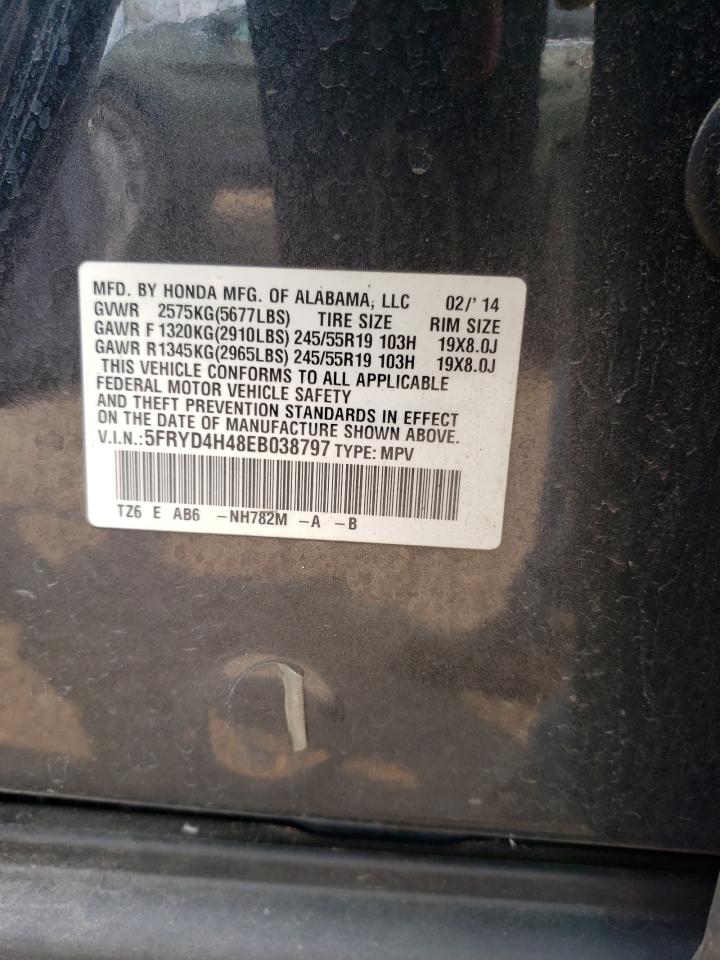 MFD. BY HONDA MFG. OF ALABAMA, LLC 02/' 14
GVWR 2575KG(5677LBS) TIRE SIZE RIM SIZE
GAWR F 1320KG(2910LBS) 245/55R19 103H 19X8.0J
GAWR R1345KG(2965LBS) 245/55R19 103H 19X8.0J
THIS VEHICLE CONFORMS TO ALL APPLICABLE
FEDERAL MOTOR VEHICLE SAFETY
AND THEFT PREVENTION STANDARDS IN EFFECT
ON THE DATE OF MANUFACTURE SHOWN ABOVE.
V.I.N.:5FRYD4H48EB038797 TYPE: MPV
TZ6 E AB6 -NH782M -A -B